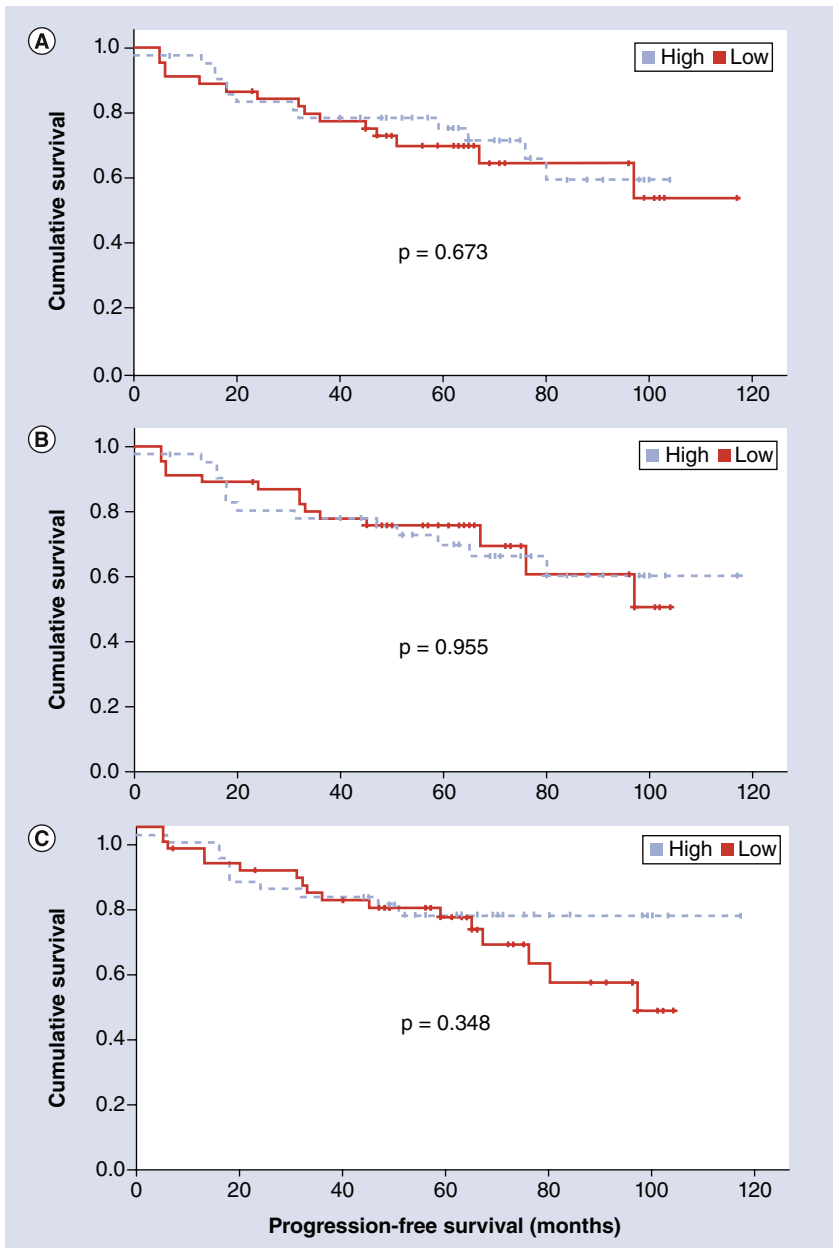 A
1.0
High Low
0.8
0.6
0.4
0.2
0.0
Cumulative survival
p = 0.673
0 20 40 60 80 100 120
B
1.0
High Low
0.8
0.6
0.4
0.2
0.0
Cumulative survival
p = 0.955
0 20 40 60 80 100 120
C
1.0
High Low
0.8
0.6
0.4
0.2
0.0
Cumulative survival
p = 0.348
0 20 40 60 80 100 120
Progression-free survival (months)